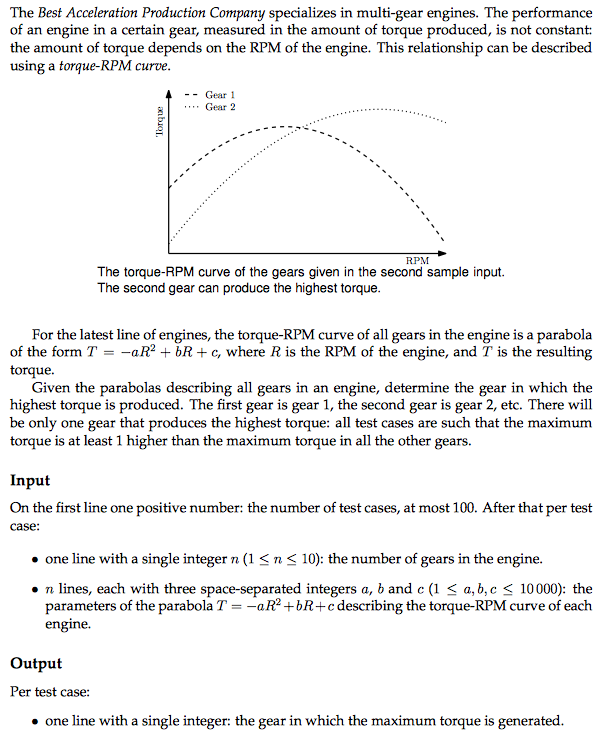 The Best Acceleration Production Company specializes in multi-gear engines. The performance
of an engine in a certain gear, measured in the amount of torque produced, is not constant:
the amount of torque depends on the RPM of the engine. This relationship can be described
using a torque-RPM curve.
Gear 1
Gear 2
Torque
RPM
The torque-RPM curve of the gears given in the second sample input.
The second gear can produce the highest torque.
For the latest line of engines, the torque-RPM curve of all gears in the engine is a parabola
of the form T = −aR² + bR + c, where R is the RPM of the engine, and T is the resulting
torque.
Given the parabolas describing all gears in an engine, determine the gear in which the
highest torque is produced. The first gear is gear 1, the second gear is gear 2, etc. There will
be only one gear that produces the highest torque: all test cases are such that the maximum
torque is at least 1 higher than the maximum torque in all the other gears.
Input
On the first line one positive number: the number of test cases, at most 100. After that per test
case:
• one line with a single integer n (1 ≤ n ≤ 10): the number of gears in the engine.
• n lines, each with three space-separated integers a, b and c (1 ≤ a, b, c ≤ 10 000): the
parameters of the parabola T = −aR² + bR + c describing the torque-RPM curve of each
engine.
Output
Per test case:
• one line with a single integer: the gear in which the maximum torque is generated.